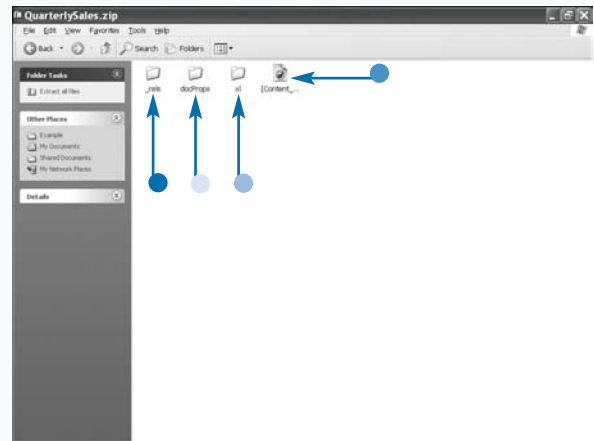 QuarterlySales.zip
File Edit View Favorites Tools Help
Back Search Folders
Folder Tasks
Extract all files
Other Places
Example
My Documents
Shared Documents
My Network Places
Details
_rels docProps xl [Content_...